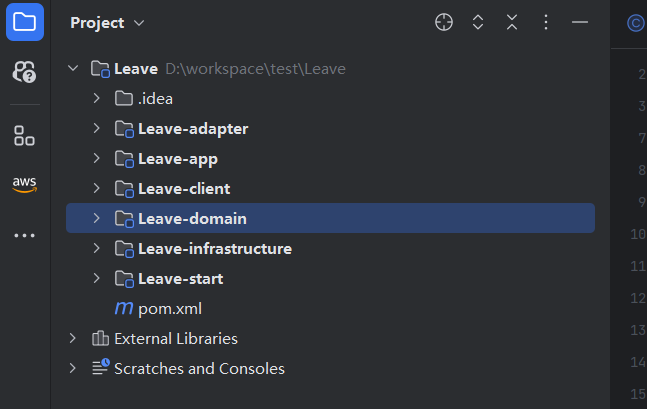 Project
Leave D:\workspace\test\Leave
.idea
Leave-adapter
Leave-app
Leave-client
Leave-domain
Leave-infrastructure
Leave-start
m pom.xml
External Libraries
Scratches and Consoles
aws
C
2
3
7
8
9
10
11
12
13
14
15